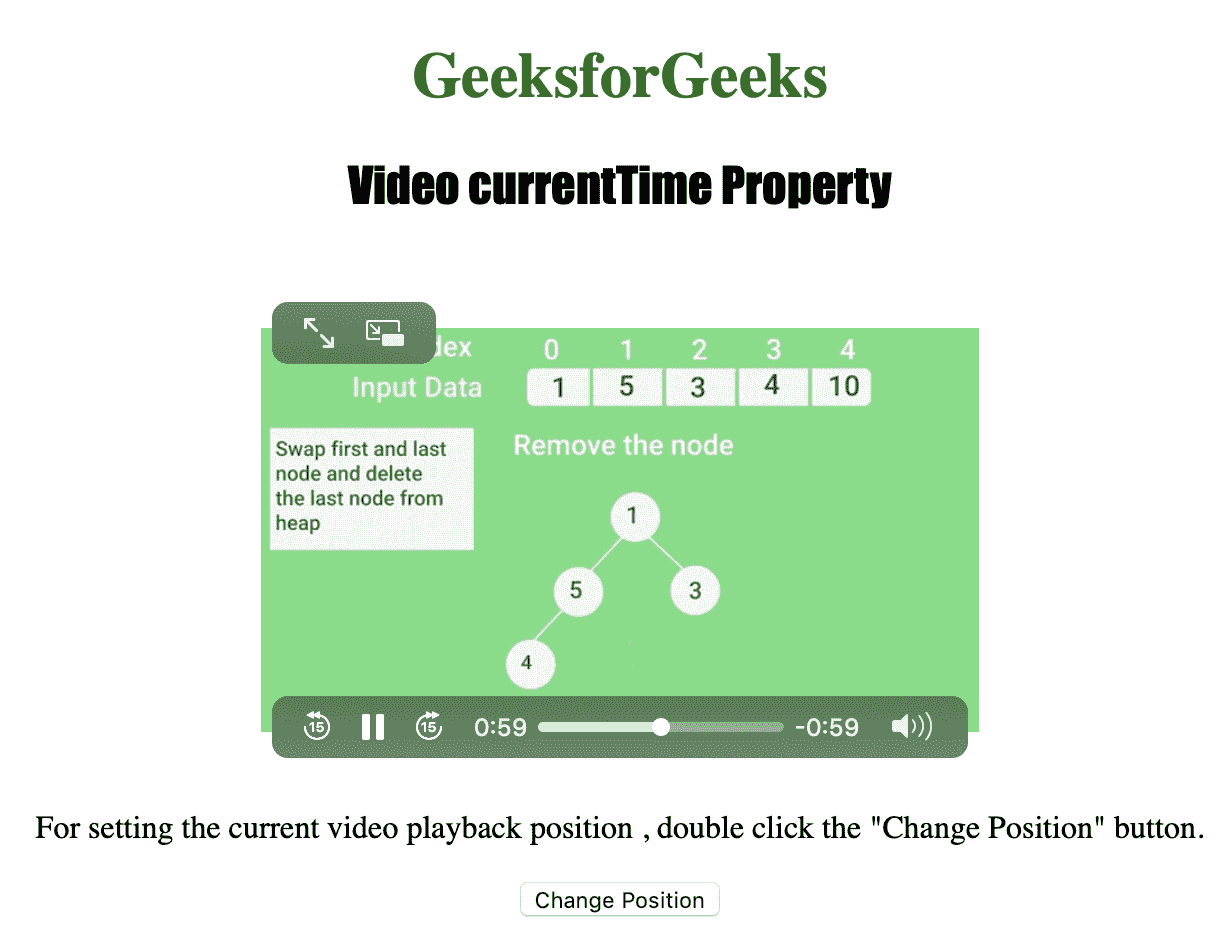 GeeksforGeeks
Video currentTime Property
dex 0 1 2 3 4
Input Data 1 5 3 4 10
Swap first and last
node and delete
the last node from
heap
Remove the node
1
5 3
4
15 15 0:59 -0:59
For setting the current video playback position , double click the "Change Position" button.
Change Position